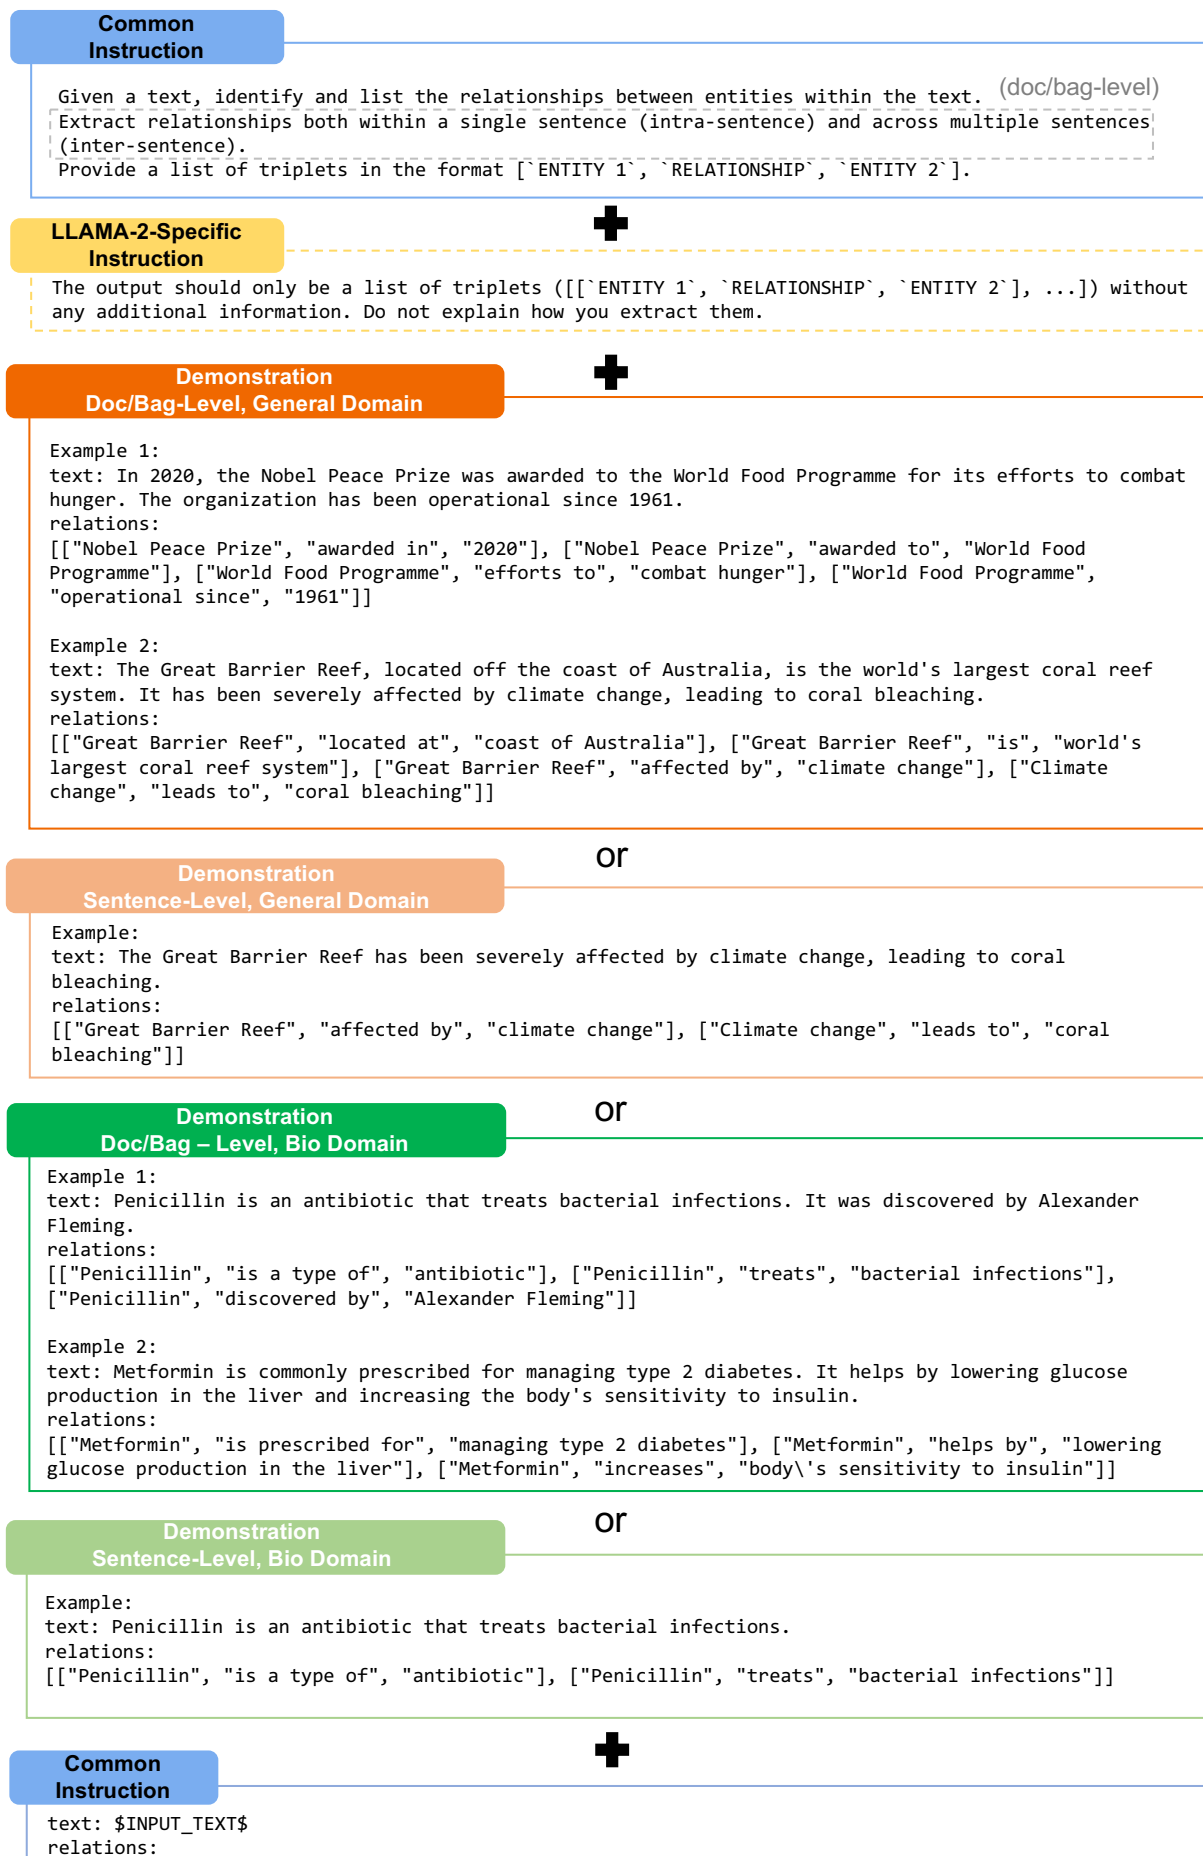 Common
Instruction
Given a text, identify and list the relationships between entities within the text. (doc/bag-level)
Extract relationships both within a single sentence (intra-sentence) and across multiple sentences
(inter-sentence).
Provide a list of triplets in the format [`ENTITY 1`, `RELATIONSHIP`, `ENTITY 2`].
LLAMA-2-Specific
Instruction
The output should only be a list of triplets ([[`ENTITY 1`, `RELATIONSHIP`, `ENTITY 2`], ...]) without
any additional information. Do not explain how you extract them.
Demonstration
Doc/Bag-Level, General Domain
Example 1:
text: In 2020, the Nobel Peace Prize was awarded to the World Food Programme for its efforts to combat
hunger. The organization has been operational since 1961.
relations:
[["Nobel Peace Prize", "awarded in", "2020"], ["Nobel Peace Prize", "awarded to", "World Food
Programme"], ["World Food Programme", "efforts to", "combat hunger"], ["World Food Programme",
"operational since", "1961"]]
Example 2:
text: The Great Barrier Reef, located off the coast of Australia, is the world's largest coral reef
system. It has been severely affected by climate change, leading to coral bleaching.
relations:
[["Great Barrier Reef", "located at", "coast of Australia"], ["Great Barrier Reef", "is", "world's
largest coral reef system"], ["Great Barrier Reef", "affected by", "climate change"], ["Climate
change", "leads to", "coral bleaching"]]
or
Demonstration
Sentence-Level, General Domain
Example:
text: The Great Barrier Reef has been severely affected by climate change, leading to coral
bleaching.
relations:
[["Great Barrier Reef", "affected by", "climate change"], ["Climate change", "leads to", "coral
bleaching"]]
or
Demonstration
Doc/Bag – Level, Bio Domain
Example 1:
text: Penicillin is an antibiotic that treats bacterial infections. It was discovered by Alexander
Fleming.
relations:
[["Penicillin", "is a type of", "antibiotic"], ["Penicillin", "treats", "bacterial infections"],
["Penicillin", "discovered by", "Alexander Fleming"]]
Example 2:
text: Metformin is commonly prescribed for managing type 2 diabetes. It helps by lowering glucose
production in the liver and increasing the body's sensitivity to insulin.
relations:
[["Metformin", "is prescribed for", "managing type 2 diabetes"], ["Metformin", "helps by", "lowering
glucose production in the liver"], ["Metformin", "increases", "body\'s sensitivity to insulin"]]
or
Demonstration
Sentence-Level, Bio Domain
Example:
text: Penicillin is an antibiotic that treats bacterial infections.
relations:
[["Penicillin", "is a type of", "antibiotic"], ["Penicillin", "treats", "bacterial infections"]]
Common
Instruction
text: $INPUT_TEXT$
relations: